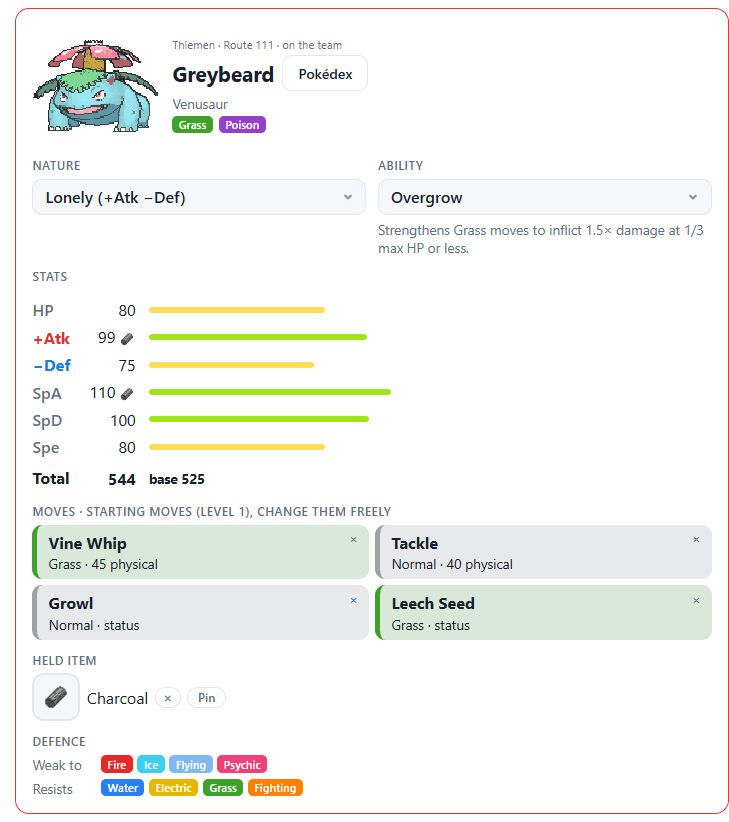 Thiemen · Route 111 · on the team
Greybeard Pokédex
Venusaur
Grass Poison
NATURE ABILITY
Lonely (+Atk −Def) Overgrow
Strengthens Grass moves to inflict 1.5× damage at 1/3
max HP or less.
STATS
HP 80
+Atk 99
−Def 75
SpA 110
SpD 100
Spe 80
Total 544 base 525
MOVES · STARTING MOVES (LEVEL 1), CHANGE THEM FREELY
Vine Whip × Tackle ×
Grass · 45 physical Normal · 40 physical
Growl × Leech Seed ×
Normal · status Grass · status
HELD ITEM
Charcoal × Pin
DEFENCE
Weak to Fire Ice Flying Psychic
Resists Water Electric Grass Fighting